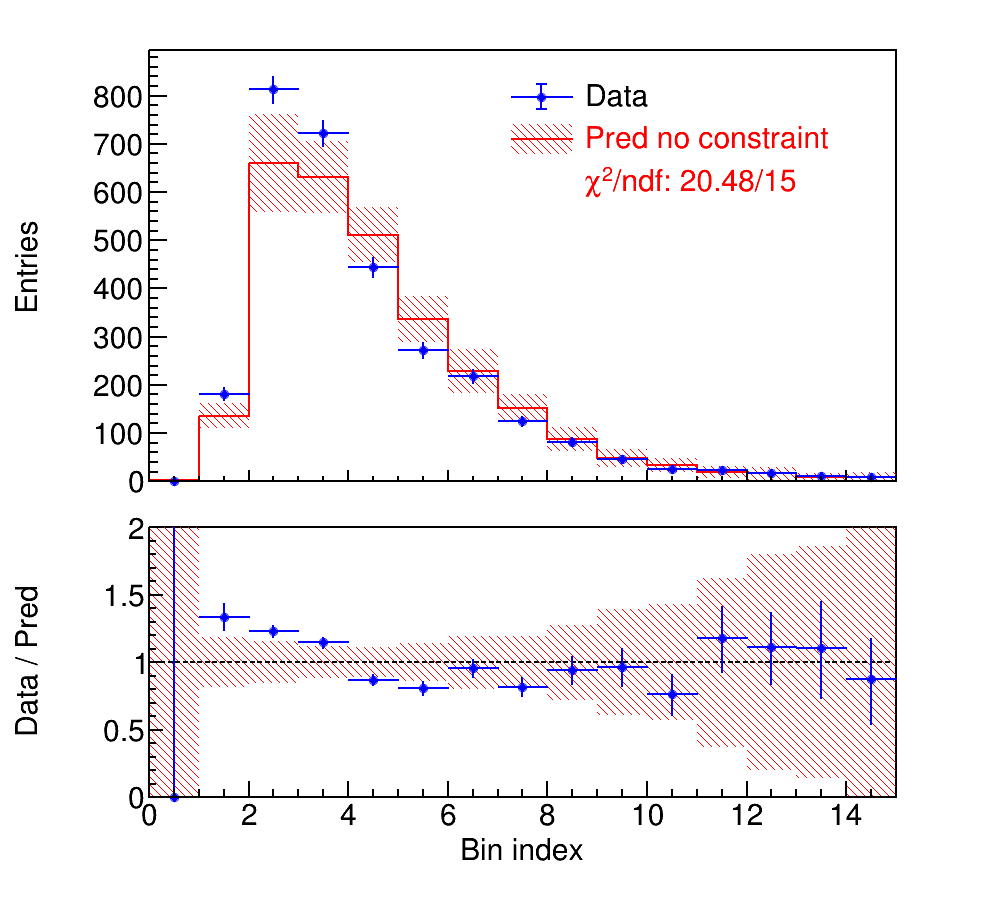 Entries
800
700
600
500
400
300
200
100
0
Data
Pred no constraint
χ²/ndf: 20.48/15
Data / Pred
2
1.5
1
0.5
0
0 2 4 6 8 10 12 14
Bin index